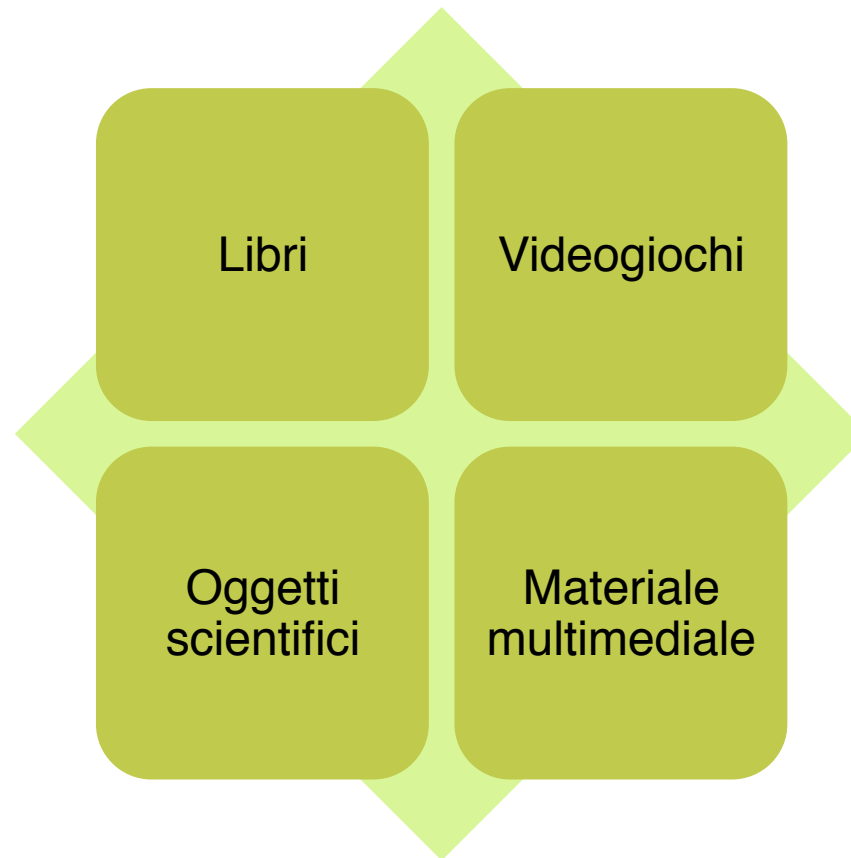 Libri
Videogiochi
Oggetti
scientifici
Materiale
multimediale